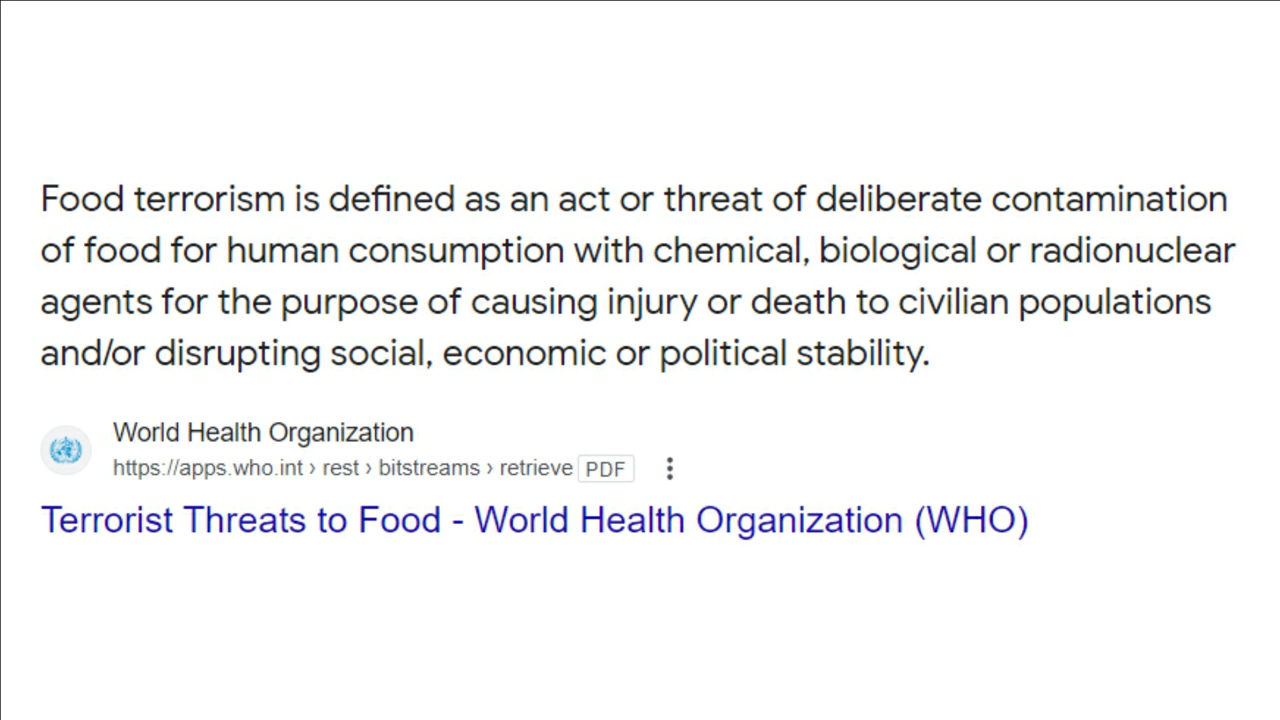 Food terrorism is defined as an act or threat of deliberate contamination
of food for human consumption with chemical, biological or radionuclear
agents for the purpose of causing injury or death to civilian populations
and/or disrupting social, economic or political stability.
World Health Organization
https://apps.who.int › rest › bitstreams › retrieve PDF
Terrorist Threats to Food - World Health Organization (WHO)